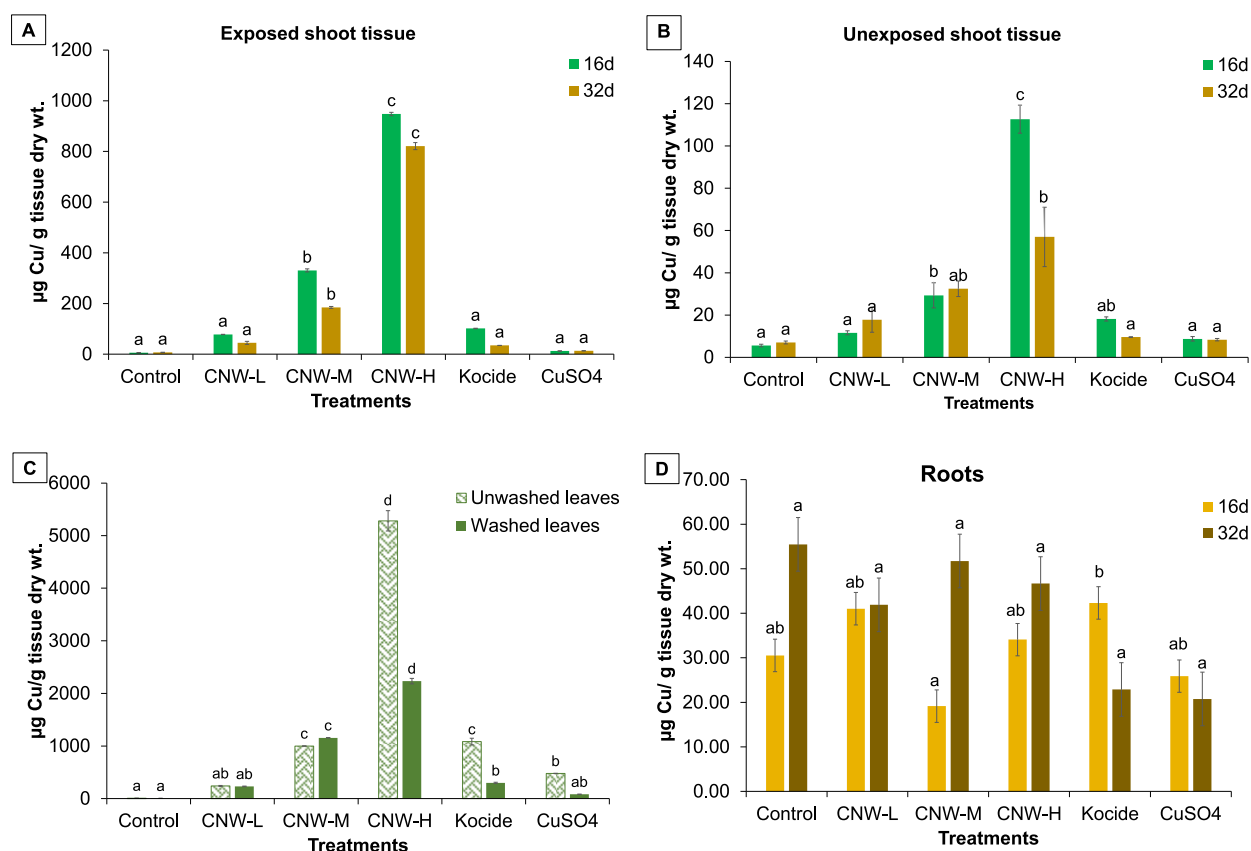 A
Exposed shoot tissue
16d
32d
µg Cu/ g tissue dry wt.
1200
1000
800
600
400
200
0
a a a a b b c c a a a a
Control CNW-L CNW-M CNW-H Kocide CuSO4
Treatments
B
Unexposed shoot tissue
16d
32d
µg Cu/ g tissue dry wt.
140
120
100
80
60
40
20
0
a a a a b ab c b ab a a a
Control CNW-L CNW-M CNW-H Kocide CuSO4
Treatments
C
Unwashed leaves
Washed leaves
µg Cu/g tissue dry wt.
6000
5000
4000
3000
2000
1000
0
a a ab ab c c d d c b b ab
Control CNW-L CNW-M CNW-H Kocide CuSO4
Treatments
D
Roots
16d
32d
µg Cu/ g tissue dry wt.
70.00
60.00
50.00
40.00
30.00
20.00
10.00
0.00
ab a ab a a a ab a b a ab a
Control CNW-L CNW-M CNW-H Kocide CuSO4
Treatments